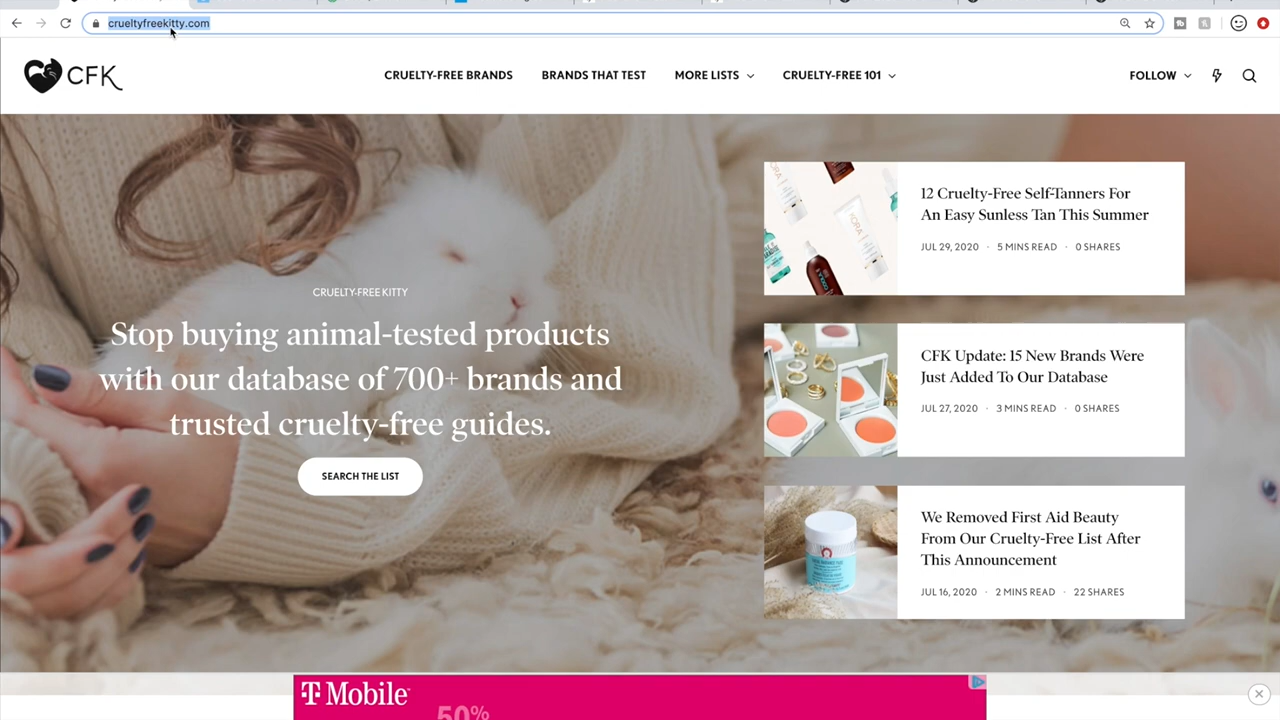 crueltyfreekitty.com
CFK
CRUELTY-FREE BRANDS
BRANDS THAT TEST
MORE LISTS
CRUELTY-FREE 101
FOLLOW
CRUELTY-FREE KITTY
Stop buying animal-tested products
with our database of 700+ brands and
trusted cruelty-free guides.
SEARCH THE LIST
12 Cruelty-Free Self-Tanners For
An Easy Sunless Tan This Summer
JUL 29, 2020 · 5 MINS READ · 0 SHARES
CFK Update: 15 New Brands Were
Just Added To Our Database
JUL 27, 2020 · 3 MINS READ · 0 SHARES
We Removed First Aid Beauty
From Our Cruelty-Free List After
This Announcement
JUL 16, 2020 · 2 MINS READ · 22 SHARES
T Mobile
50%